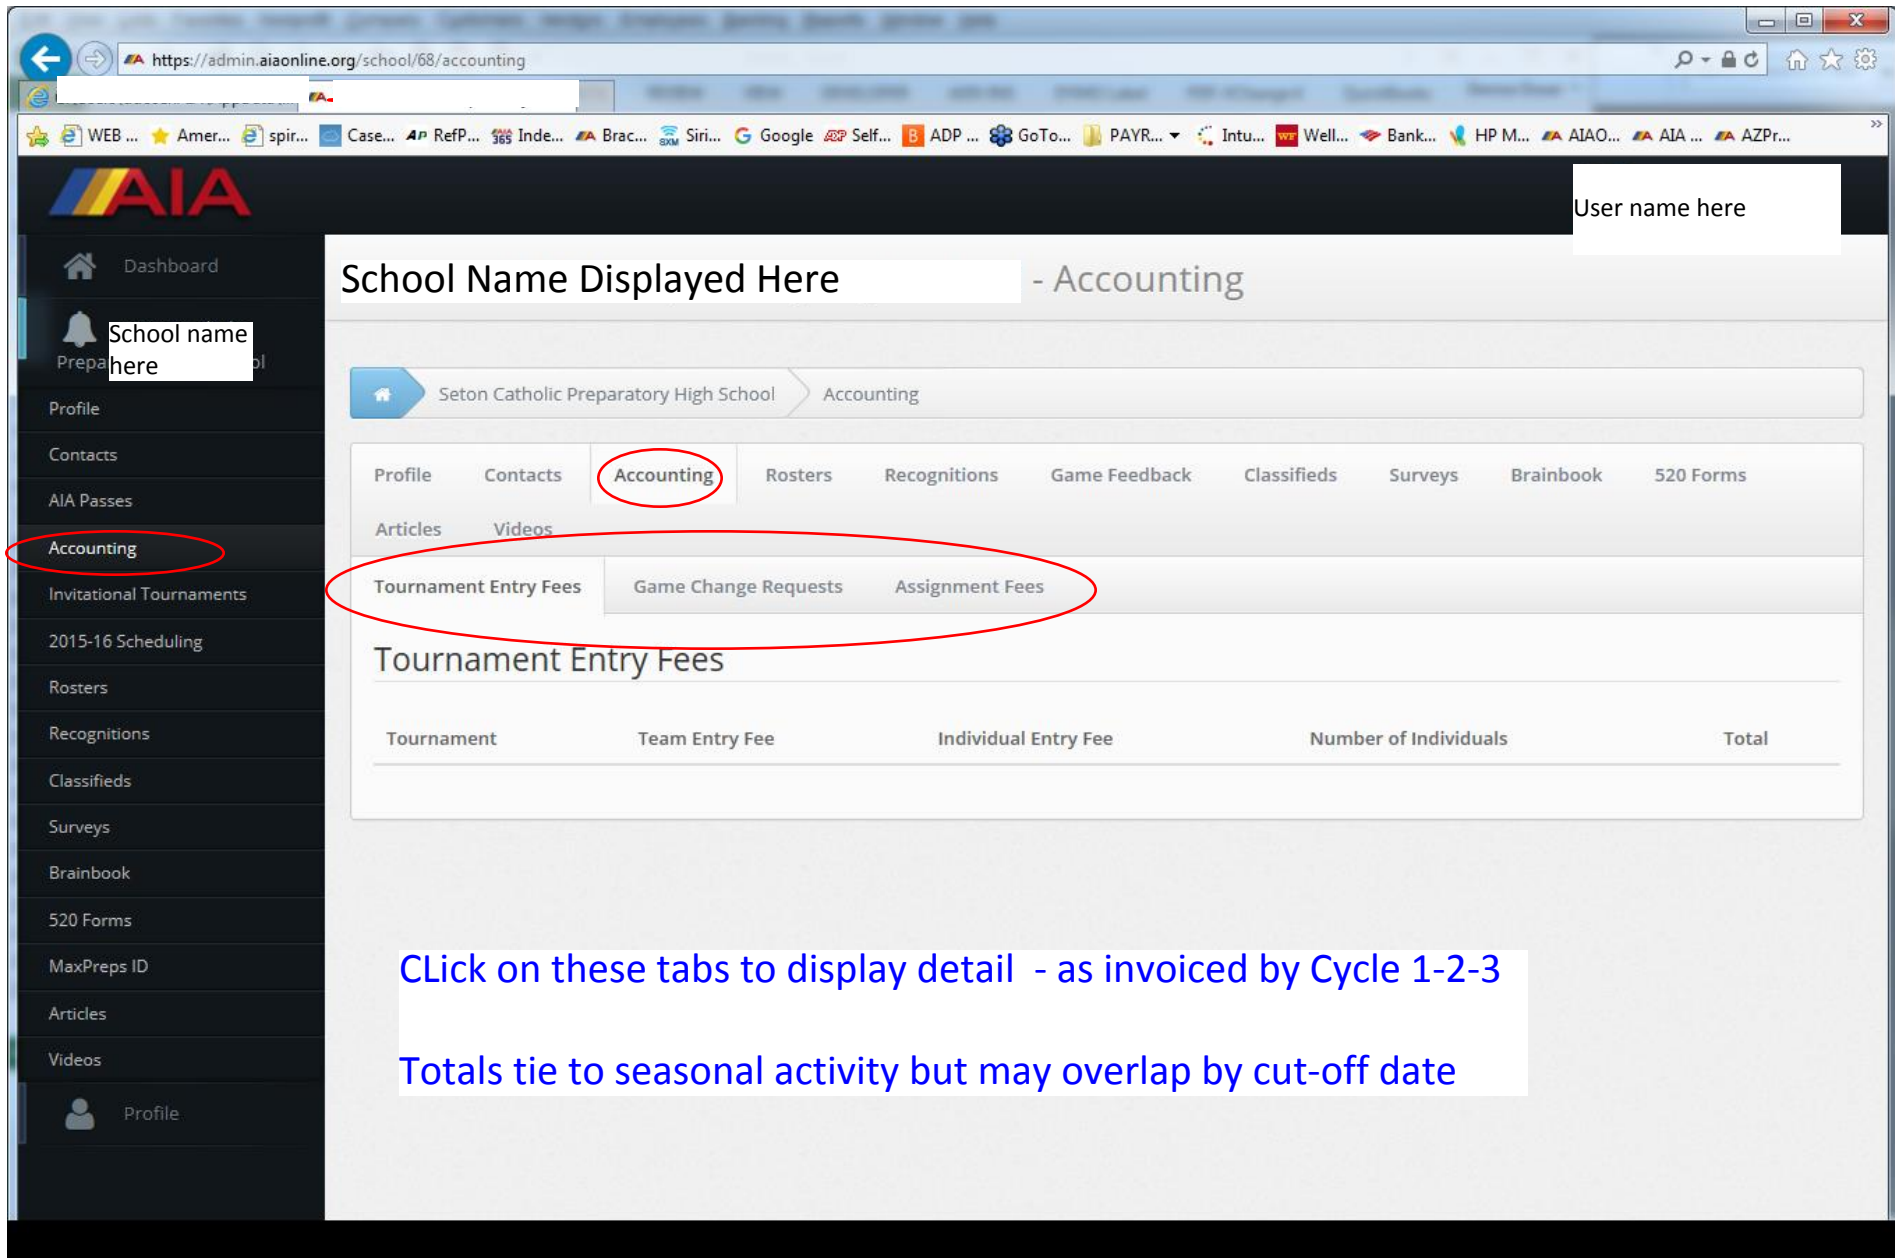 https://admin.aiaonline.org/school/68/accounting
WEB ... Amer... spir... Case... RefP... Inde... Brac... Siri... Google Self... ADP ... GoTo... PAYR... Intu... Well... Bank... HP M... AIAO... AIA ... AZPr... »
AIA
User name here
Dashboard
School Name Displayed Here - Accounting
School name
here
Prepa
ol
Seton Catholic Preparatory High School Accounting
Profile
Contacts
AIA Passes
Accounting
Invitational Tournaments
2015-16 Scheduling
Rosters
Recognitions
Classifieds
Surveys
Brainbook
520 Forms
MaxPreps ID
Articles
Videos
Profile
Profile Contacts Accounting Rosters Recognitions Game Feedback Classifieds Surveys Brainbook 520 Forms
Articles Videos
Tournament Entry Fees Game Change Requests Assignment Fees
Tournament Entry Fees
Tournament Team Entry Fee Individual Entry Fee Number of Individuals Total
CLick on these tabs to display detail - as invoiced by Cycle 1-2-3
Totals tie to seasonal activity but may overlap by cut-off date